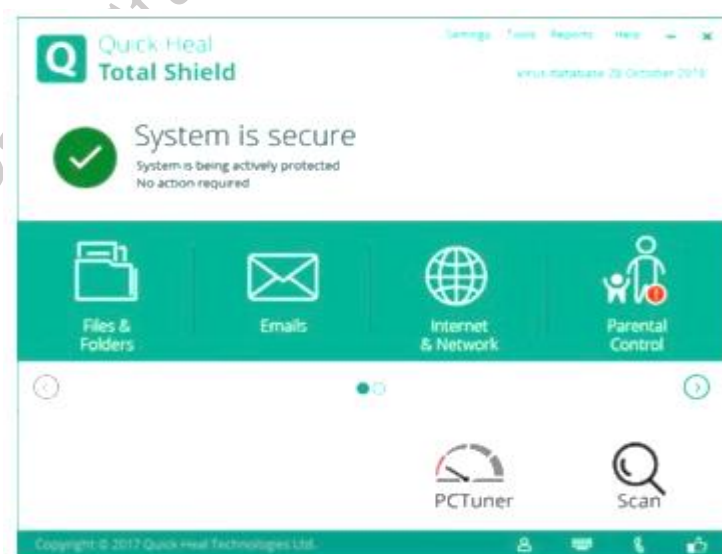 Quick Heal
Total Shield
Settings Tools Reports Help
Virus database 28 October 2018
System is secure
System is being actively protected
No action required
Files &
Folders
Emails
Internet
& Network
Parental
Control
PCTuner
Scan
Copyright © 2017 Quick Heal Technologies Ltd.